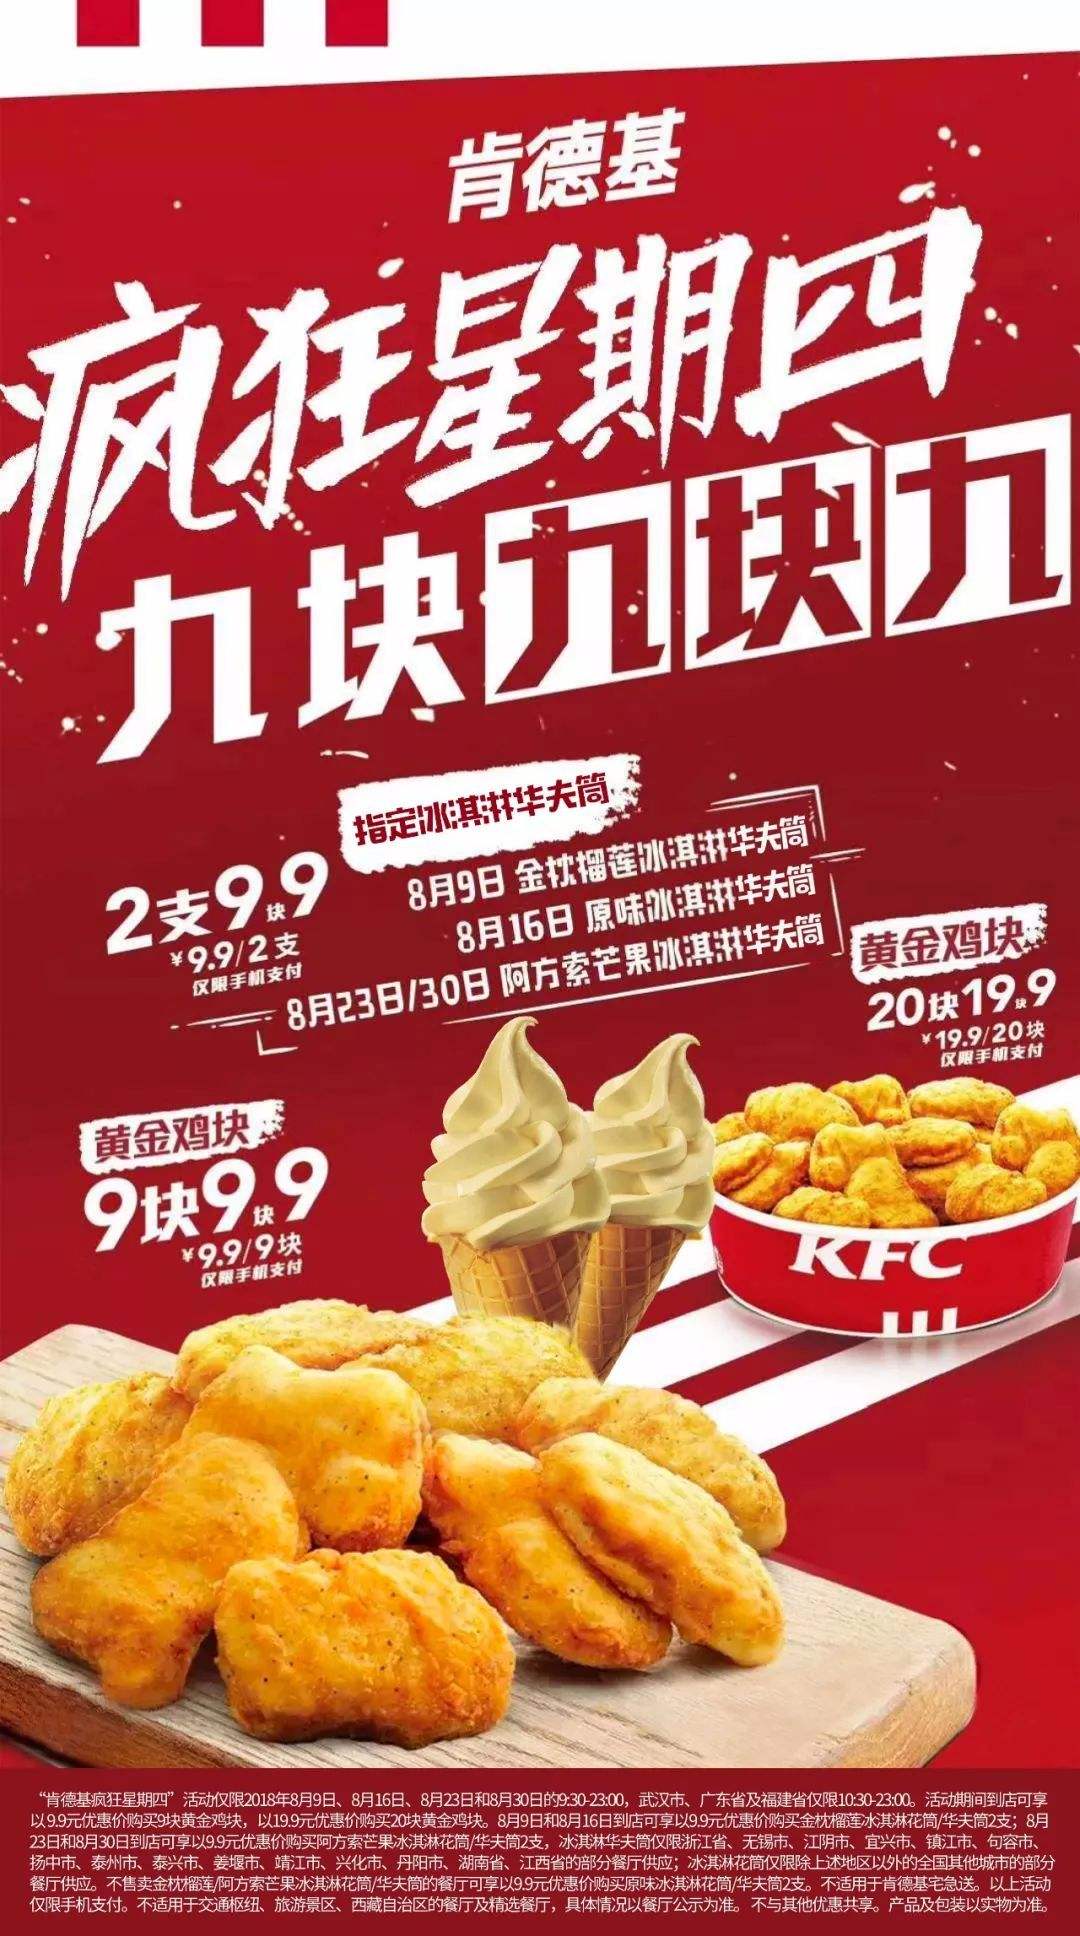 肯德基
疯狂星期四
九块九块九
指定冰淇淋华夫筒
2支9块9
¥9.9/2支
仅限手机支付
8月9日 金枕榴莲冰淇淋华夫筒
8月16日 原味冰淇淋华夫筒
8月23日/30日 阿方索芒果冰淇淋华夫筒
黄金鸡块
20块19块9
¥19.9/20块
仅限手机支付
黄金鸡块
9块9块9
¥9.9/9块
仅限手机支付
KFC
“肯德基疯狂星期四”活动仅限2018年8月9日、8月16日、8月23日和8月30日的9:30-23:00，武汉市、广东省及福建省仅限10:30-23:00。活动期间到店可享
以9.9元优惠价购买9块黄金鸡块，以19.9元优惠价购买20块黄金鸡块。8月9日和8月16日到店可享以9.9元优惠价购买金枕榴莲冰淇淋花筒/华夫筒2支；8月
23日和8月30日到店可享以9.9元优惠价购买阿方索芒果冰淇淋花筒/华夫筒2支，冰淇淋华夫筒仅限浙江省、无锡市、江阴市、宜兴市、镇江市、句容市、
扬中市、泰州市、泰兴市、姜堰市、靖江市、兴化市、丹阳市、湖南省、江西省的部分餐厅供应；冰淇淋花筒仅限除上述地区以外的全国其他城市的部分
餐厅供应。不售卖金枕榴莲/阿方索芒果冰淇淋花筒/华夫筒的餐厅可享以9.9元优惠价购买原味冰淇淋花筒/华夫筒2支。不适用于肯德基宅急送。以上活动
仅限手机支付。不适用于交通枢纽、旅游景区、西藏自治区的餐厅及精选餐厅，具体情况以餐厅公示为准。不与其他优惠共享。产品及包装以实物为准。